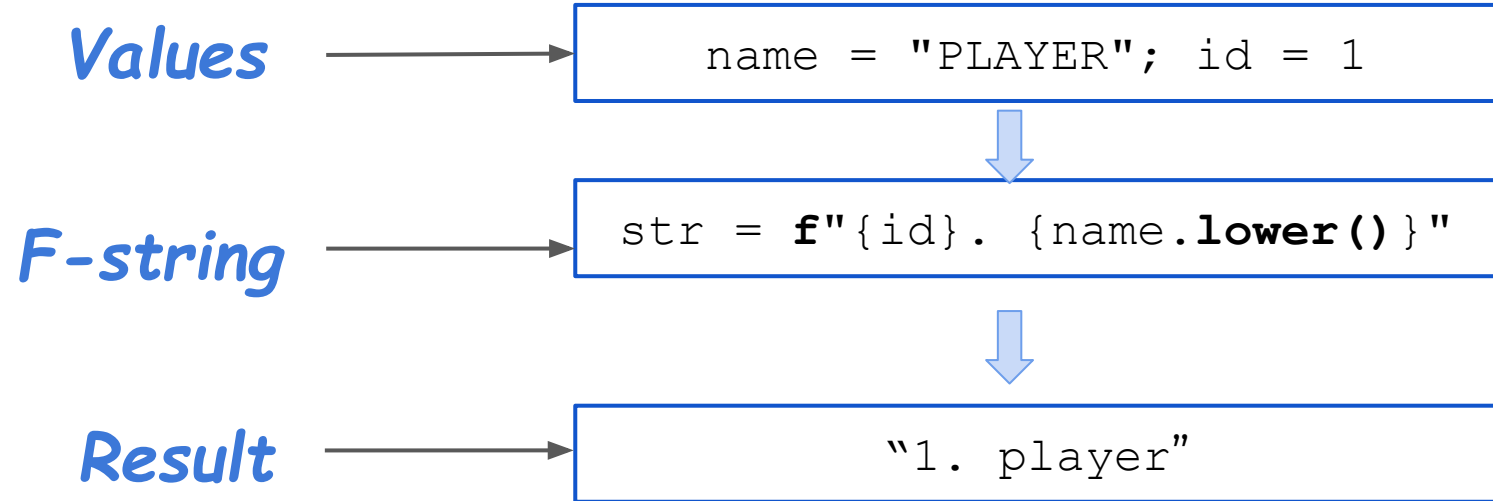 Values
name = "PLAYER"; id = 1
F-string
str = f"{id}. {name.lower()}"
Result
“1. player”